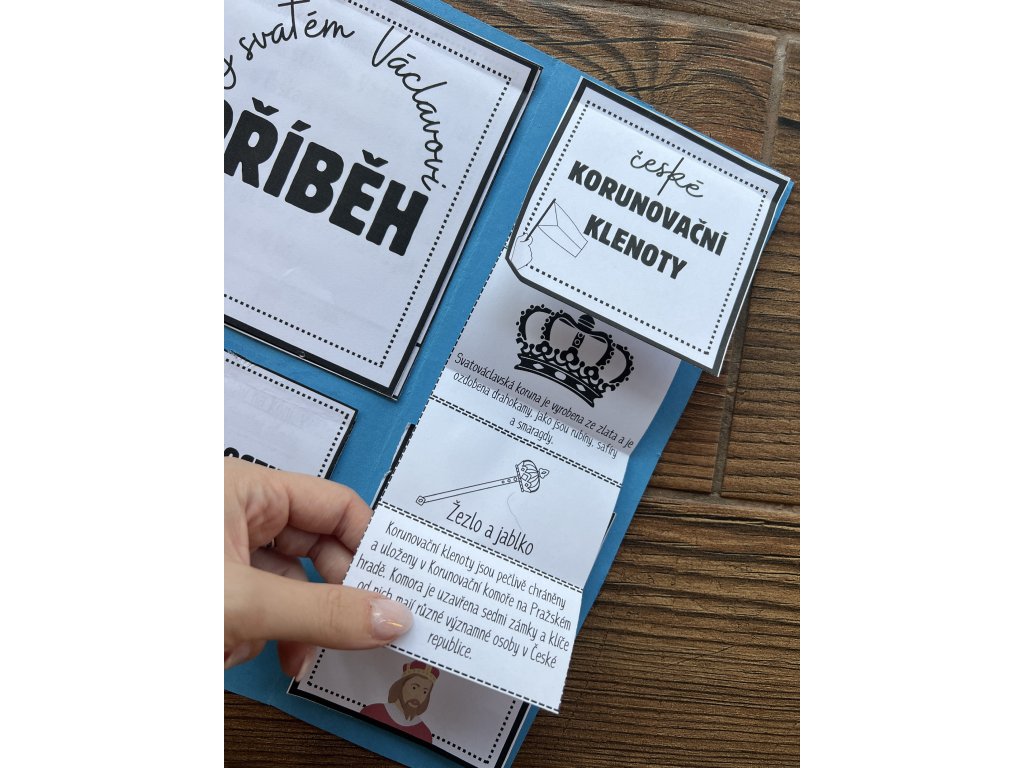 svatém Václavovi
PŘÍBĚH
české
KORUNOVAČNÍ
KLENOTY
Svatováclavská koruna je vyrobena ze zlata a je
ozdobena drahokamy, jako jsou rubíny, safíry
a smaragdy.
Žezlo a jablko
Korunovační klenoty jsou pečlivě chráněny
a uloženy v Korunovační komoře na Pražském
hradě. Komora je uzavřena sedmi zámky a klíče
od nich mají různé významné osoby v České
republice.